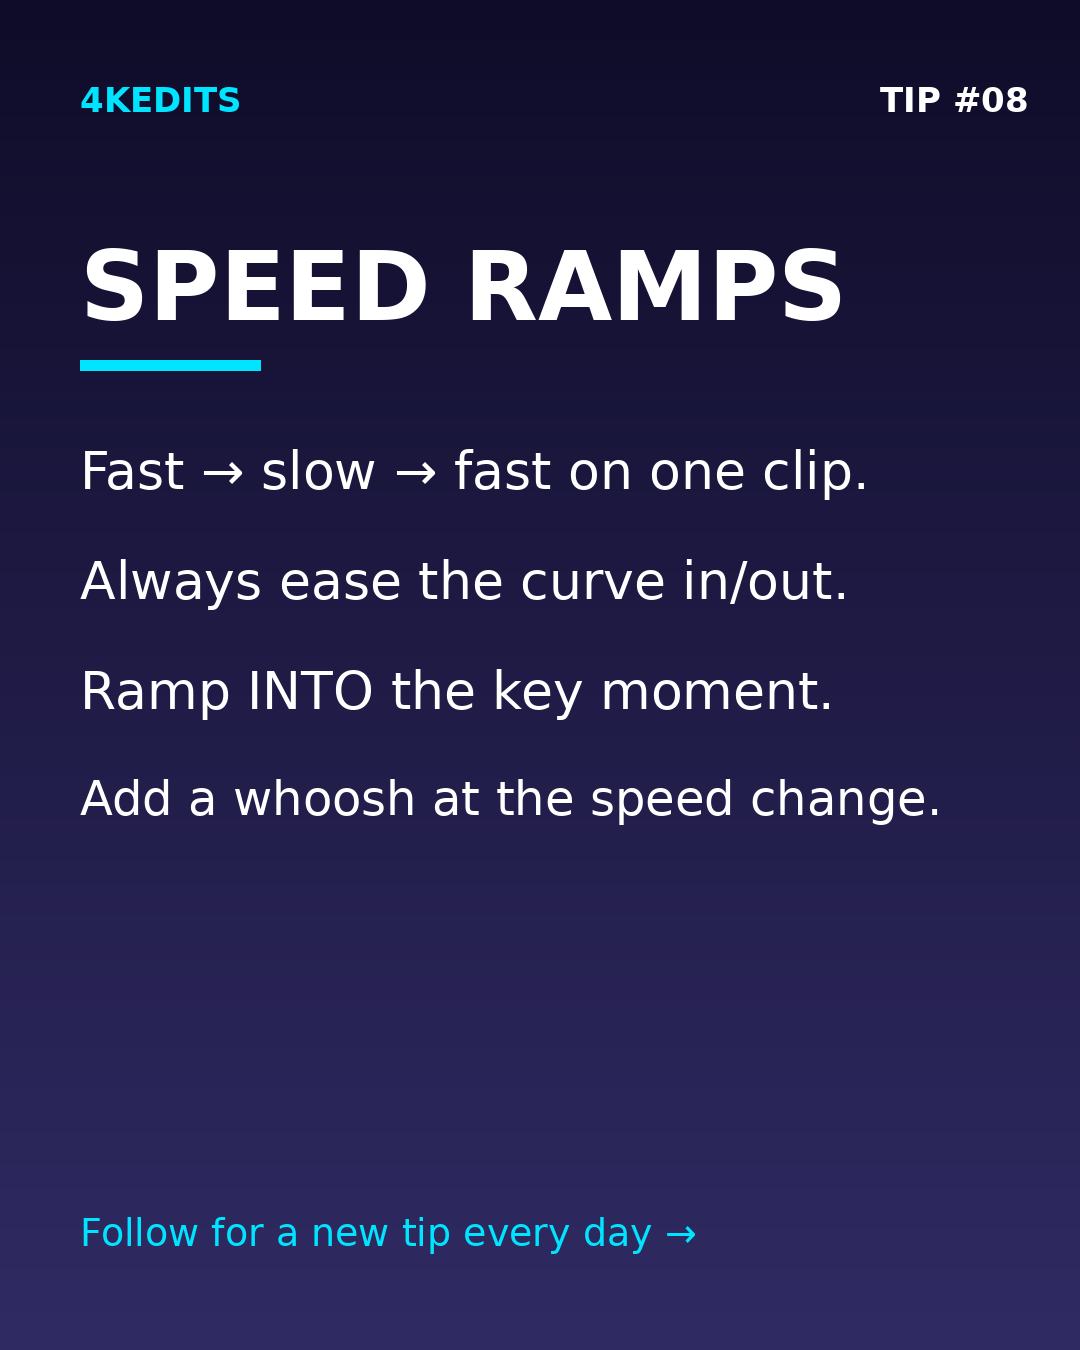 4KEDITS
TIP #08
SPEED RAMPS
Fast → slow → fast on one clip.
Always ease the curve in/out.
Ramp INTO the key moment.
Add a whoosh at the speed change.
Follow for a new tip every day →